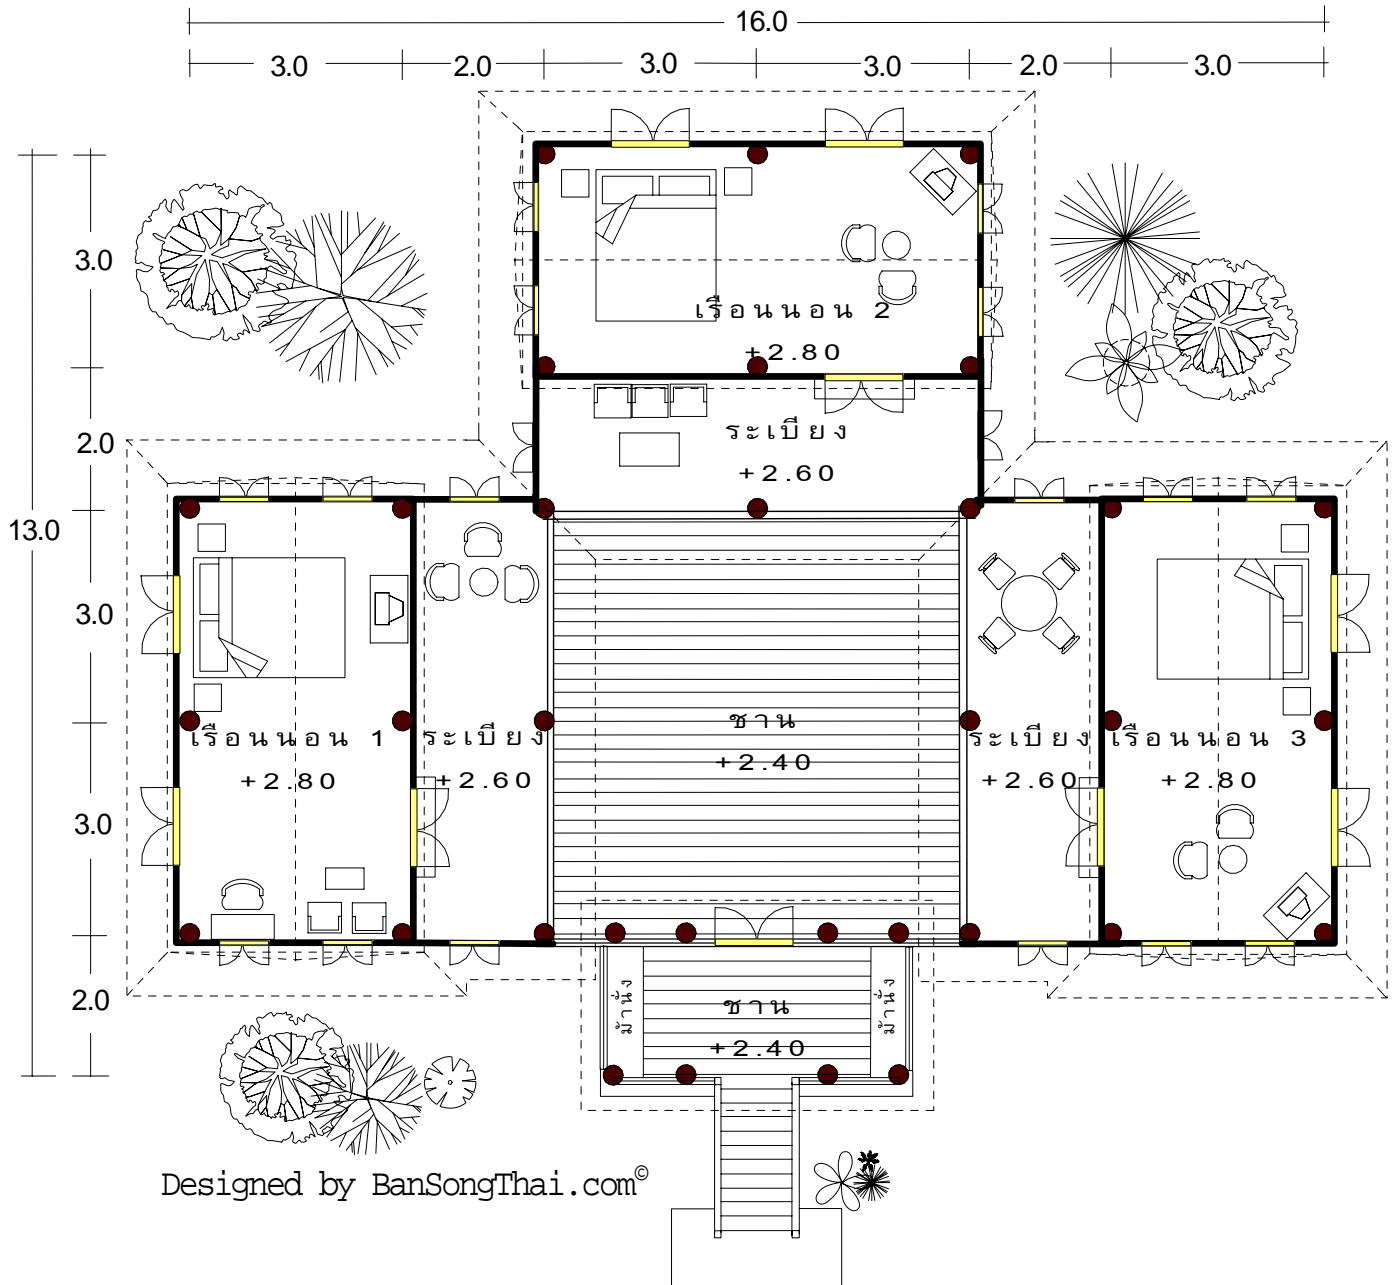 16.0
3.0 2.0 3.0 3.0 2.0 3.0
3.0
เรือนนอน 2
+2.80
2.0
ระเบียง
+2.60
13.0
3.0
ชาน
+2.40
เรือนนอน 1
+2.80
ระเบียง
+2.60
ระเบียง
+2.60
เรือนนอน 3
+2.80
3.0
2.0
ม้านั่ง
ชาน
+2.40
ม้านั่ง
Designed by BanSongThai.com©